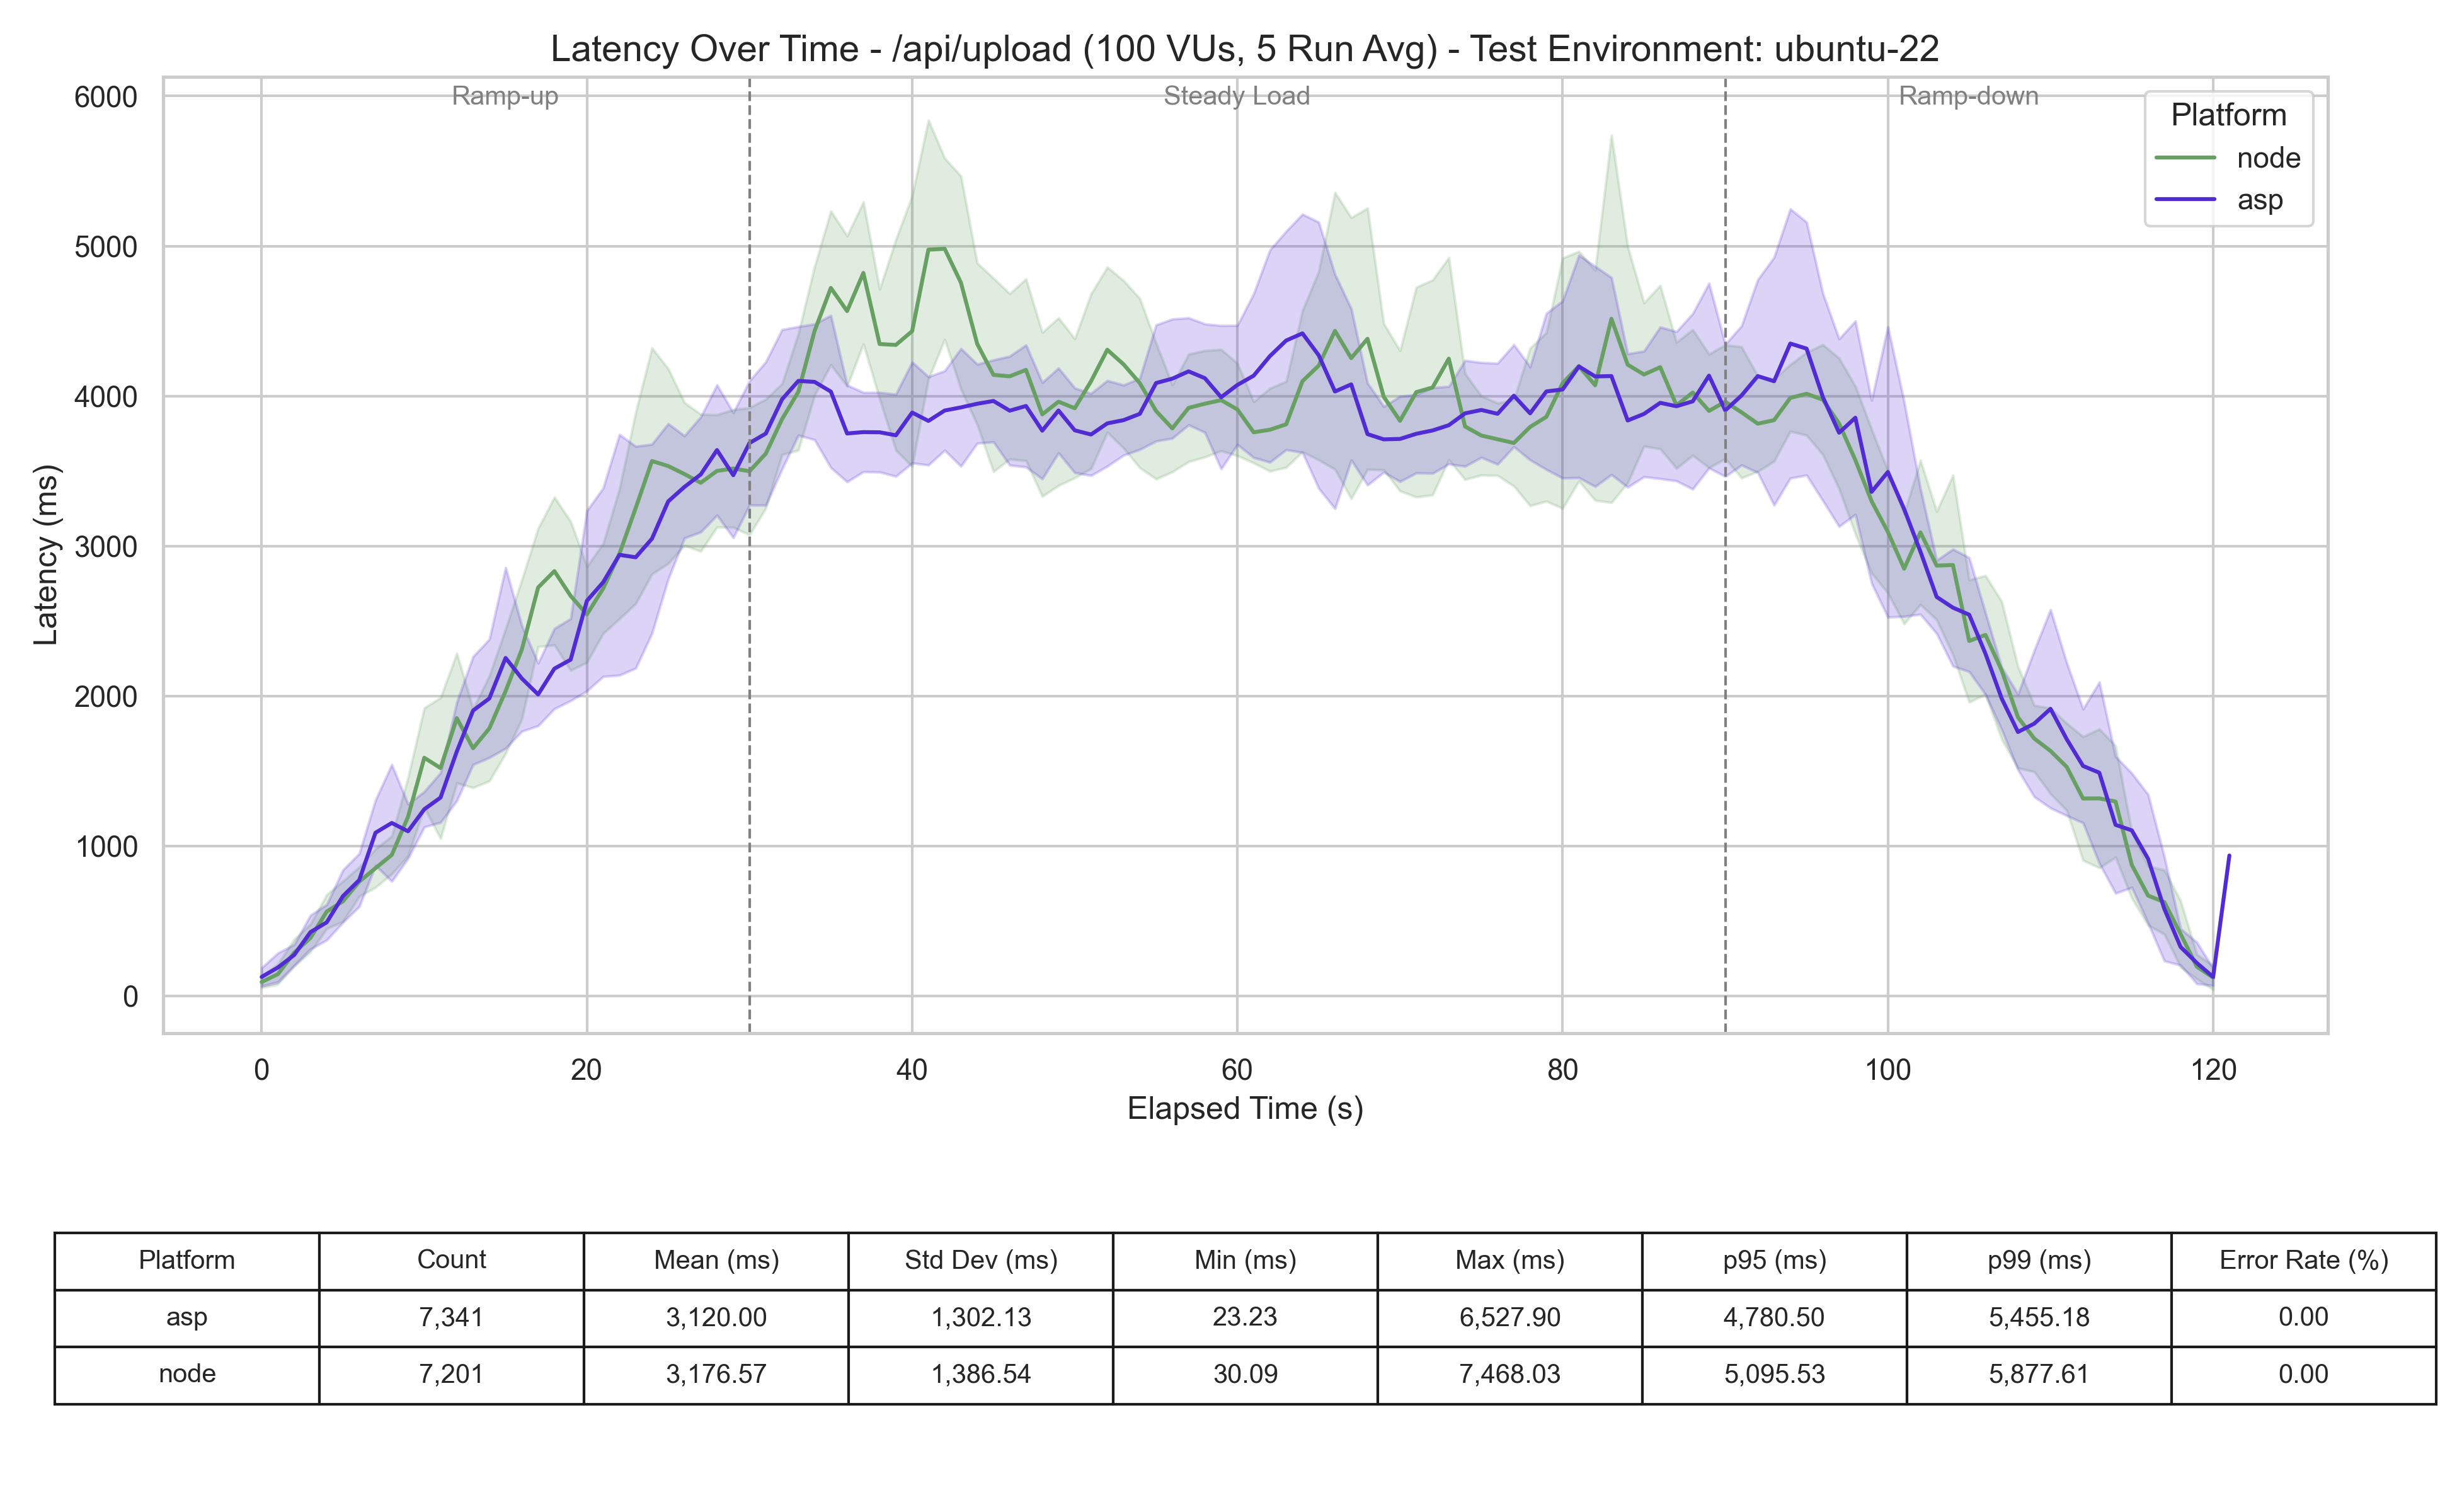 Latency Over Time - /api/upload (100 VUs, 5 Run Avg) - Test Environment: ubuntu-22
Ramp-up
Steady Load
Ramp-down
Platform
node
asp
6000
5000
4000
3000
2000
1000
0
Latency (ms)
0 20 40 60 80 100 120
Elapsed Time (s)
Platform Count Mean (ms) Std Dev (ms) Min (ms) Max (ms) p95 (ms) p99 (ms) Error Rate (%)
asp 7,341 3,120.00 1,302.13 23.23 6,527.90 4,780.50 5,455.18 0.00
node 7,201 3,176.57 1,386.54 30.09 7,468.03 5,095.53 5,877.61 0.00